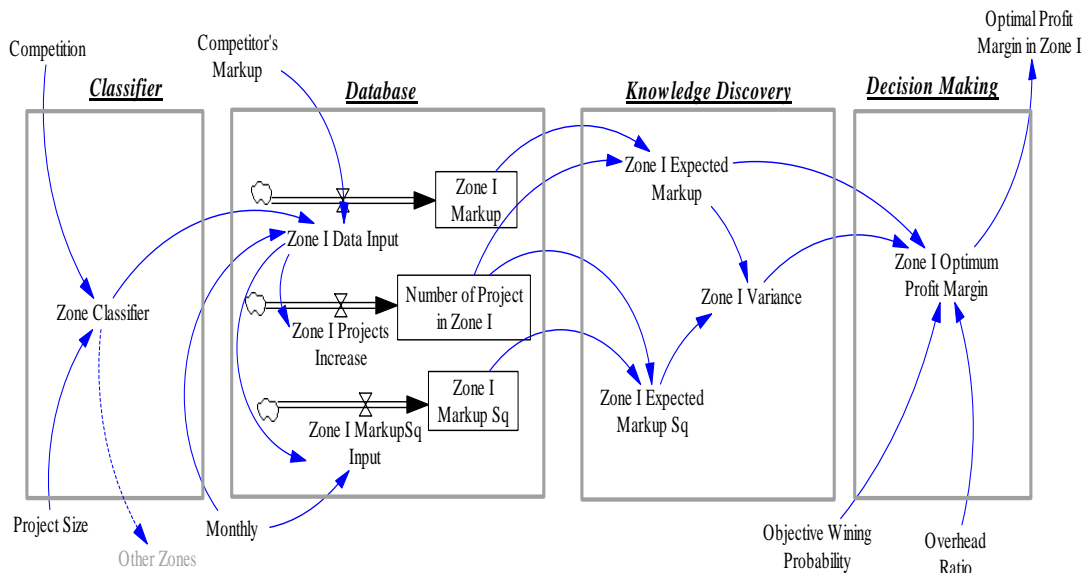 Optimal Profit
Margin in Zone I
Competition
Competitor's
Markup
Classifier
Database
Knowledge Discovery
Decision Making
Zone I
Markup
Zone I Data Input
Zone I Expected
Markup
Zone Classifier
Number of Project
in Zone I
Zone I Projects
Increase
Zone I Variance
Zone I Optimum
Profit Margin
Zone I
Markup Sq
Zone I MarkupSq
Input
Zone I Expected
Markup Sq
Project Size
Monthly
Other Zones
Objective Wining
Probability
Overhead
Ratio